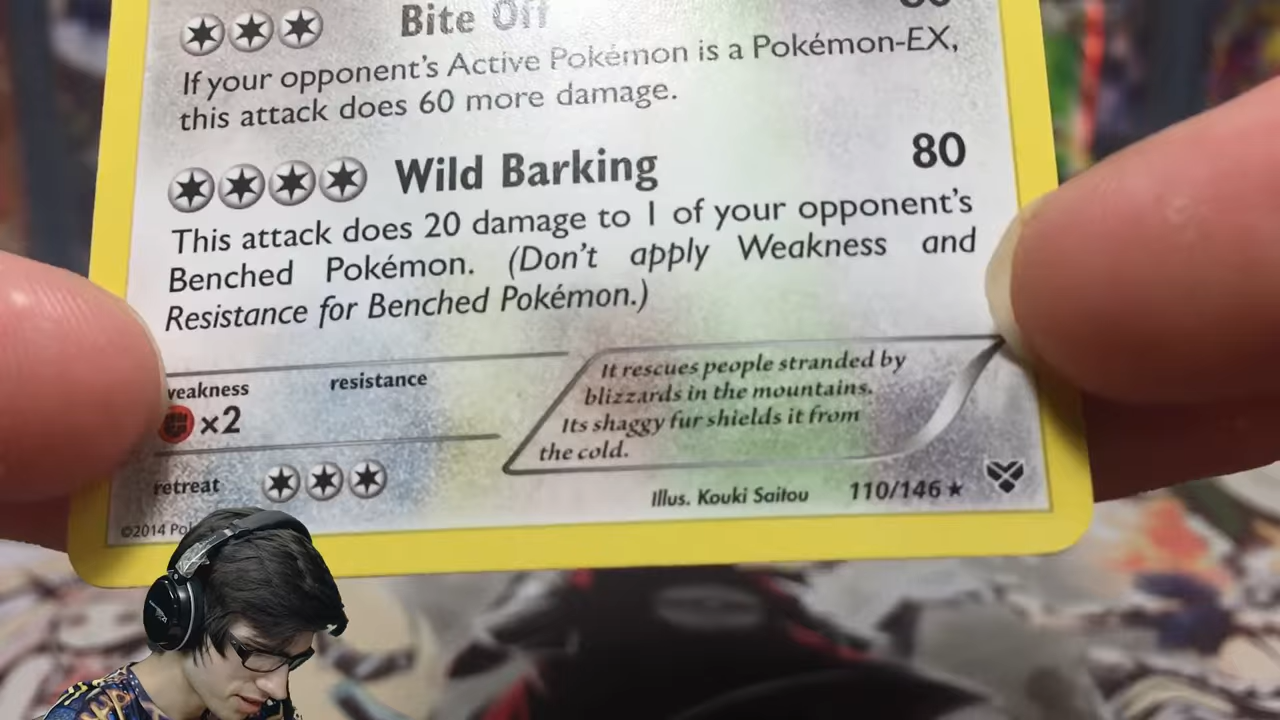 Bite Off
If your opponent's Active Pokémon is a Pokémon-EX,
this attack does 60 more damage.
Wild Barking 80
This attack does 20 damage to 1 of your opponent's
Benched Pokémon. (Don't apply Weakness and
Resistance for Benched Pokémon.)
weakness resistance
×2
It rescues people stranded by
blizzards in the mountains.
Its shaggy fur shields it from
the cold.
retreat
Illus. Kouki Saitou 110/146 ★
©2014